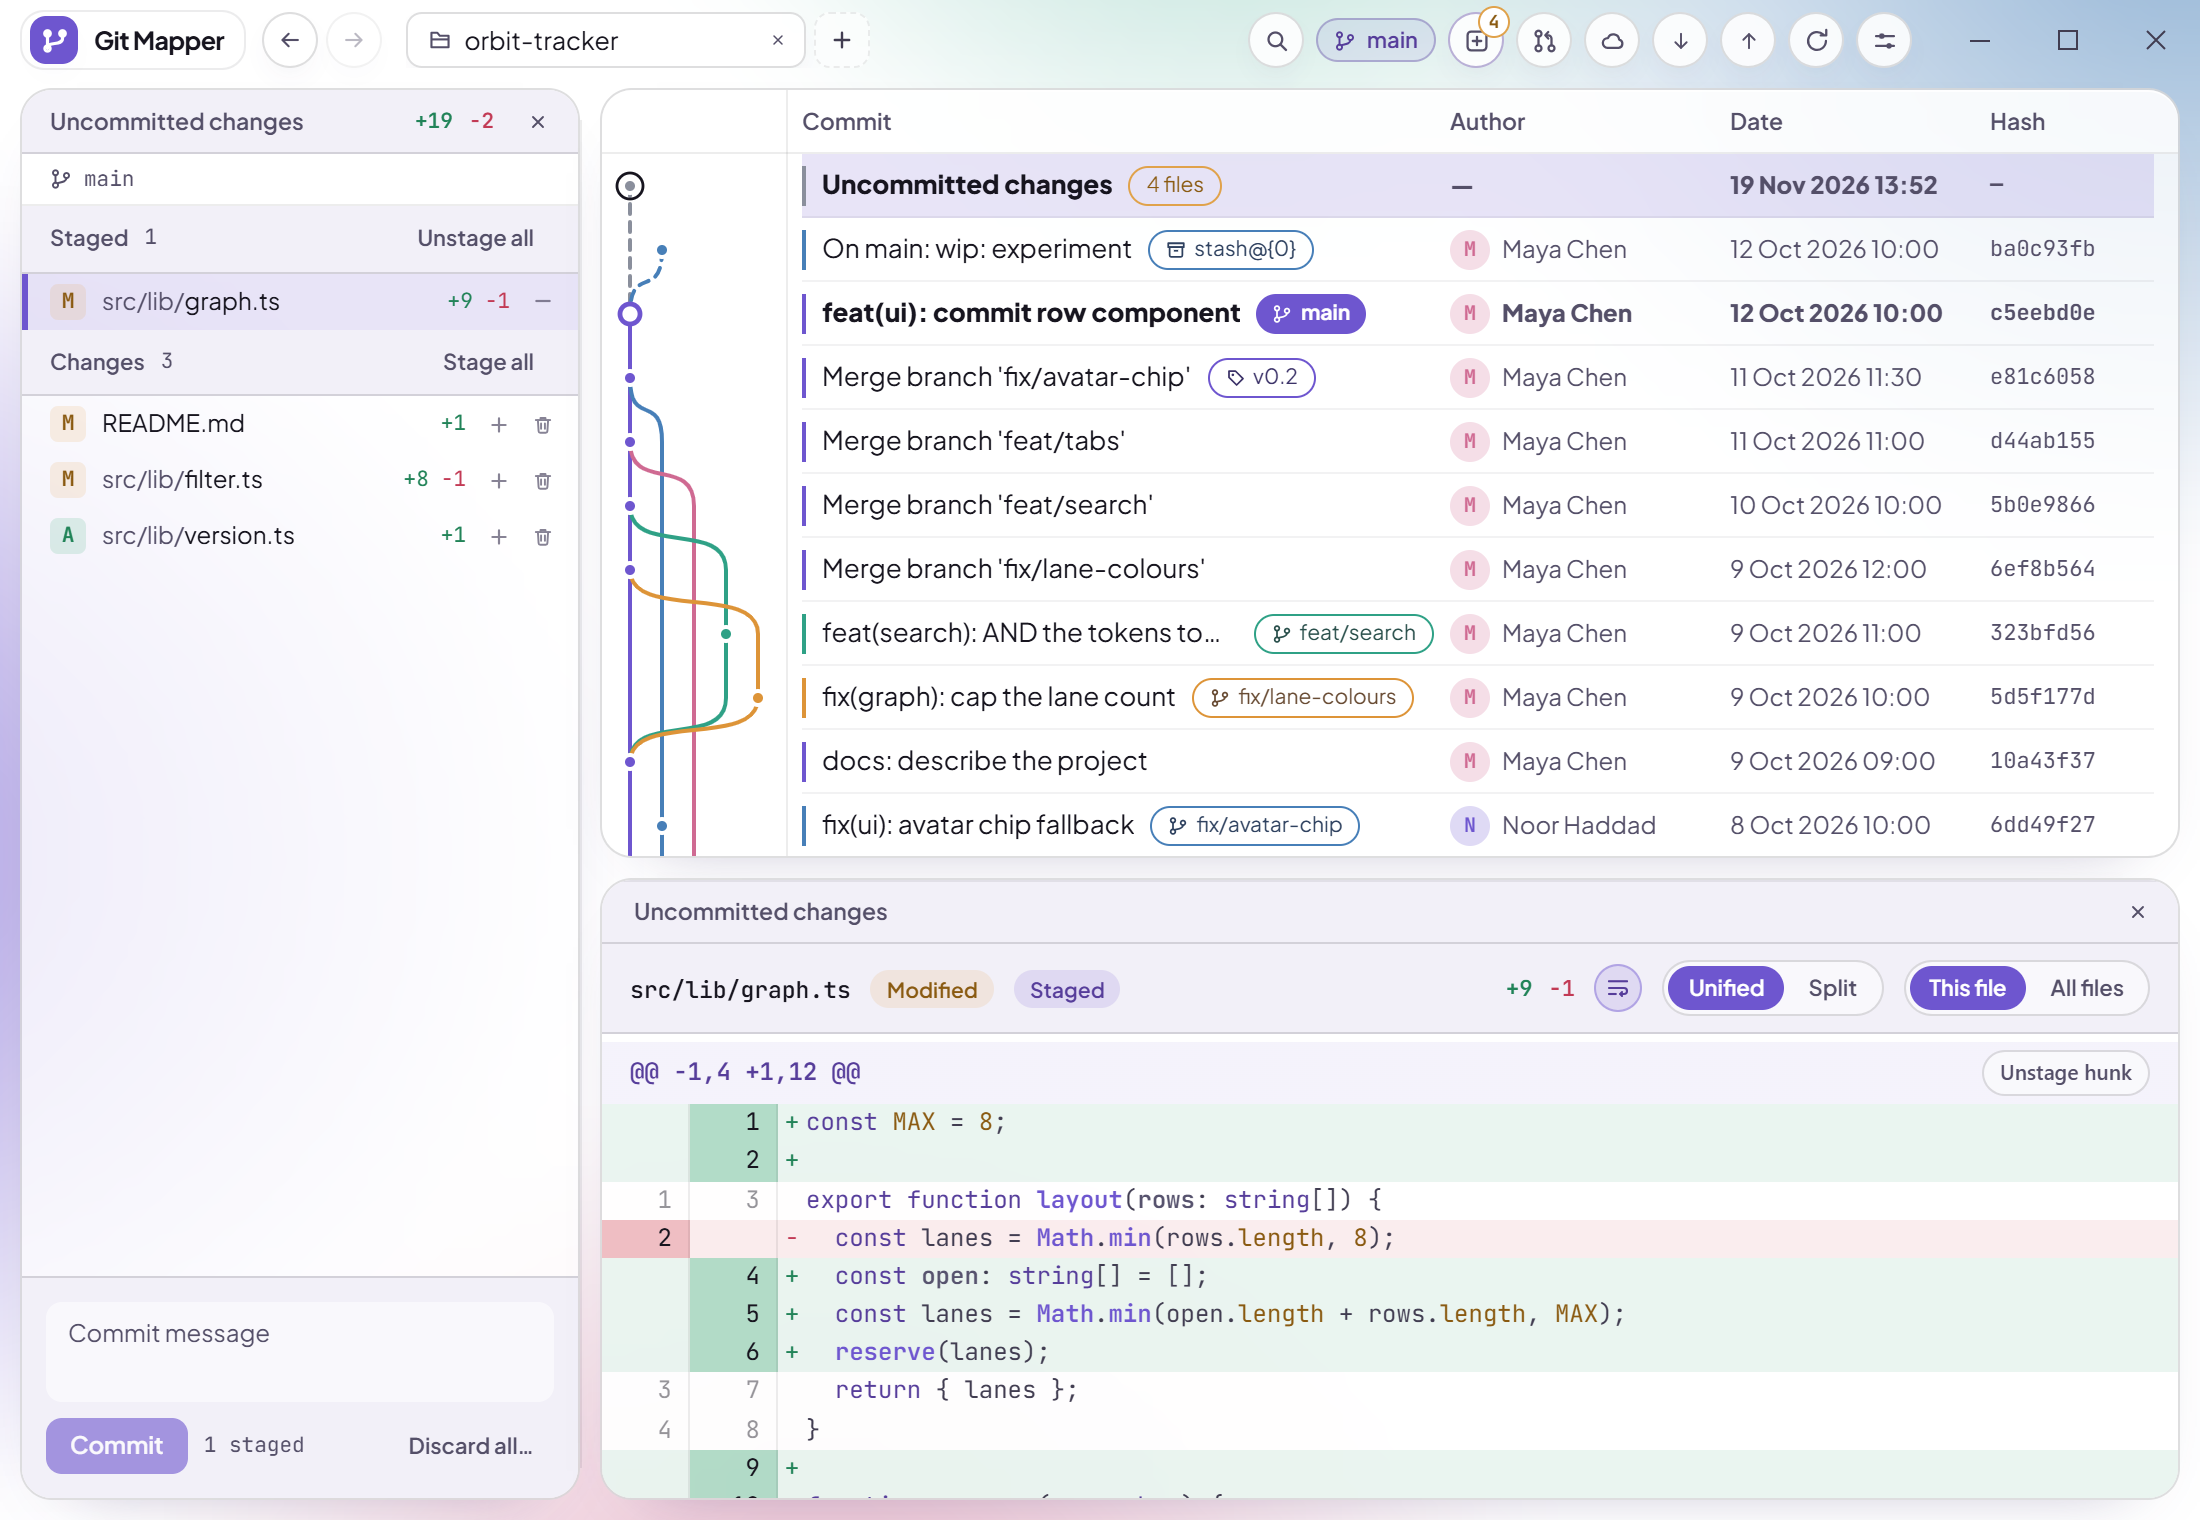 Git Mapper
orbit-tracker
main
4
Uncommitted changes +19 -2
main
Staged 1 Unstage all
M src/lib/graph.ts +9 -1
Changes 3 Stage all
M README.md +1
M src/lib/filter.ts +8 -1
A src/lib/version.ts +1
Commit message
Commit 1 staged Discard all...
Commit Author Date Hash
Uncommitted changes 4 files — 19 Nov 2026 13:52 —
On main: wip: experiment stash@{0} M Maya Chen 12 Oct 2026 10:00 ba0c93fb
feat(ui): commit row component main M Maya Chen 12 Oct 2026 10:00 c5eebd0e
Merge branch 'fix/avatar-chip' v0.2 M Maya Chen 11 Oct 2026 11:30 e81c6058
Merge branch 'feat/tabs' M Maya Chen 11 Oct 2026 11:00 d44ab155
Merge branch 'feat/search' M Maya Chen 10 Oct 2026 10:00 5b0e9866
Merge branch 'fix/lane-colours' M Maya Chen 9 Oct 2026 12:00 6ef8b564
feat(search): AND the tokens to... feat/search M Maya Chen 9 Oct 2026 11:00 323bfd56
fix(graph): cap the lane count fix/lane-colours M Maya Chen 9 Oct 2026 10:00 5d5f177d
docs: describe the project M Maya Chen 9 Oct 2026 09:00 10a43f37
fix(ui): avatar chip fallback fix/avatar-chip N Noor Haddad 8 Oct 2026 10:00 6dd49f27
Uncommitted changes
src/lib/graph.ts Modified Staged +9 -1 Unified Split This file All files
@@ -1,4 +1,12 @@ Unstage hunk
1 + const MAX = 8;
2 +
1 3 export function layout(rows: string[]) {
2 - const lanes = Math.min(rows.length, 8);
4 + const open: string[] = [];
5 + const lanes = Math.min(open.length + rows.length, MAX);
6 + reserve(lanes);
3 7 return { lanes };
4 8 }
9 +